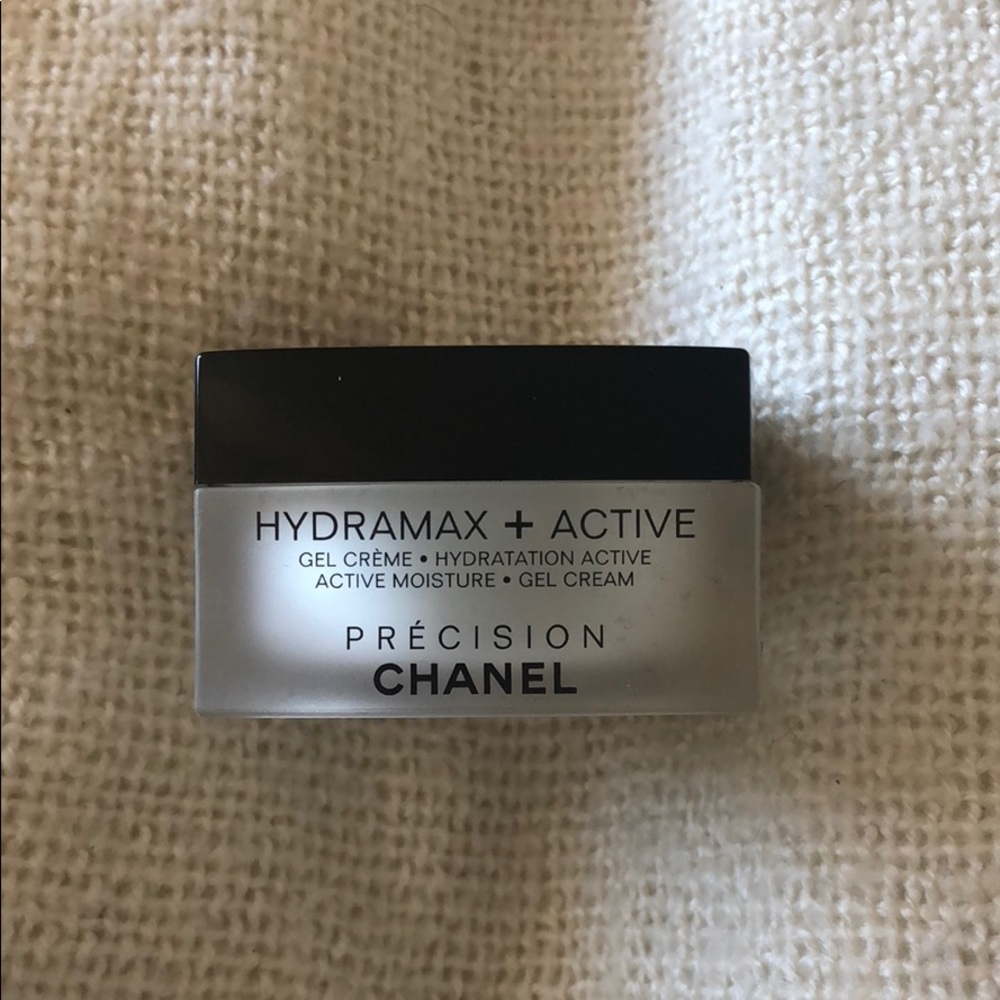 HYDRAMAX + ACTIVE
GEL CRÈME • HYDRATATION ACTIVE
ACTIVE MOISTURE • GEL CREAM
PRÉCISION
CHANEL